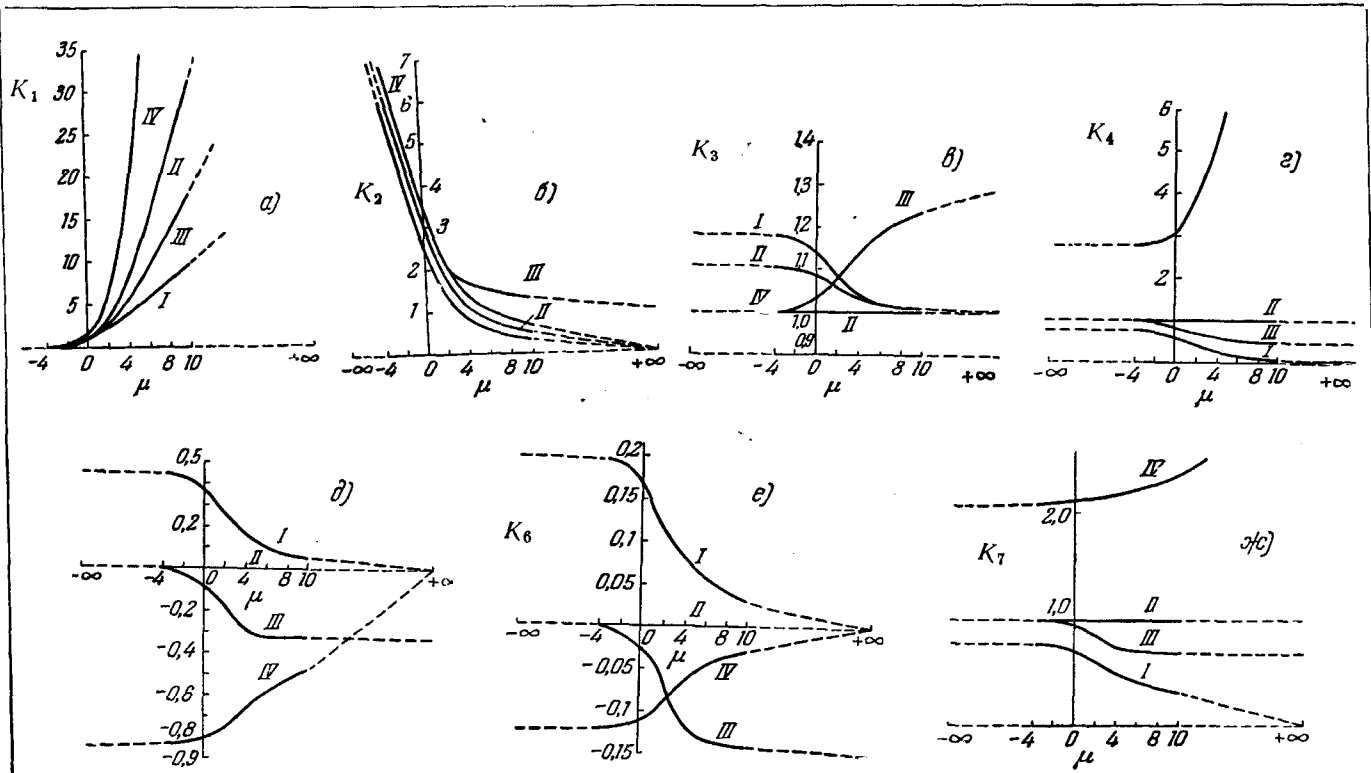 K₁
35
30
25
20
15
10
5
IV
II
III
I
а)
-4 0 4 8 10 +∞
μ
K₂
7
6
5
4
3
2
1
IV
III
II
б)
-∞ -4 0 4 8 10 +∞
μ
K₃
1,4
1,3
1,2
1,1
1,0
0,9
I
II
IV
III
II
в)
-∞ -4 0 4 8 10 +∞
μ
K₄
6
5
4
3
2
II
III
I
г)
-∞ -4 0 4 8 10 +∞
μ
0,5
0,2
-0,2
-0,4
-0,6
-0,8
-0,9
I
II
III
IV
д)
-∞ -4 0 4 8 10 +∞
μ
K₆
0,2
0,15
0,1
0,05
-0,05
-0,1
-0,15
I
II
IV
III
е)
-∞ -4 0 4 8 10 +∞
μ
K₇
2,0
1,0
IV
II
III
I
ж)
-∞ -4 0 4 8 10 +∞
μ